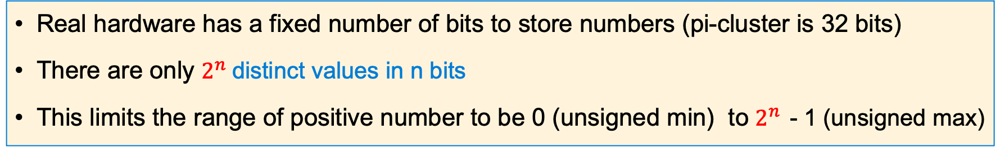 • Real hardware has a fixed number of bits to store numbers (pi-cluster is 32 bits)
• There are only 2ⁿ distinct values in n bits
• This limits the range of positive number to be 0 (unsigned min) to 2ⁿ - 1 (unsigned max)